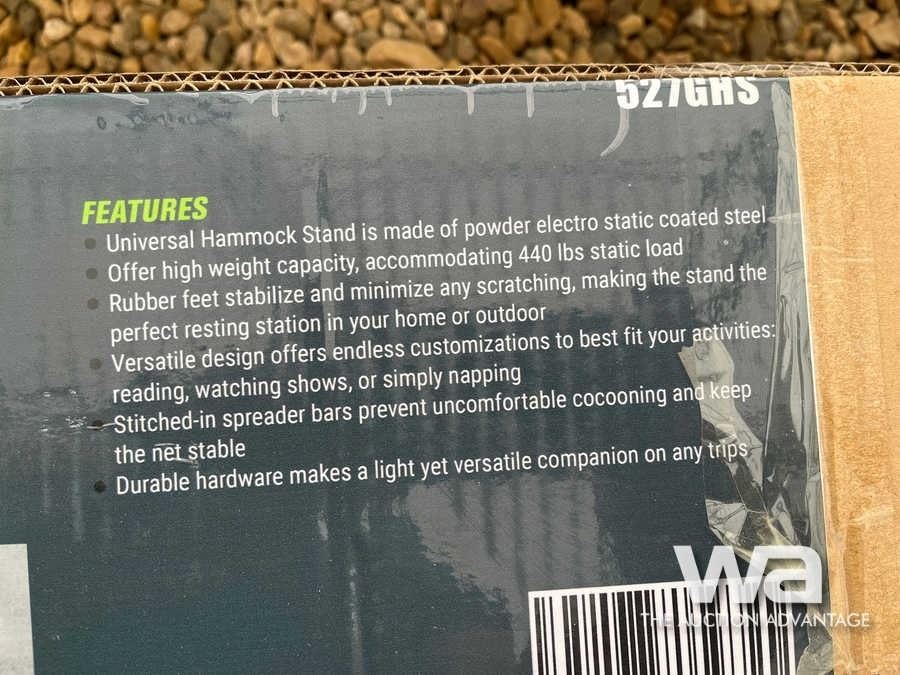 527GHS
FEATURES
Universal Hammock Stand is made of powder electro static coated steel
Offer high weight capacity, accommodating 440 lbs static load
Rubber feet stabilize and minimize any scratching, making the stand the
perfect resting station in your home or outdoor
Versatile design offers endless customizations to best fit your activities:
reading, watching shows, or simply napping
Stitched-in spreader bars prevent uncomfortable cocooning and keep
the net stable
Durable hardware makes a light yet versatile companion on any trips
wa
THE AUCTION ADVANTAGE